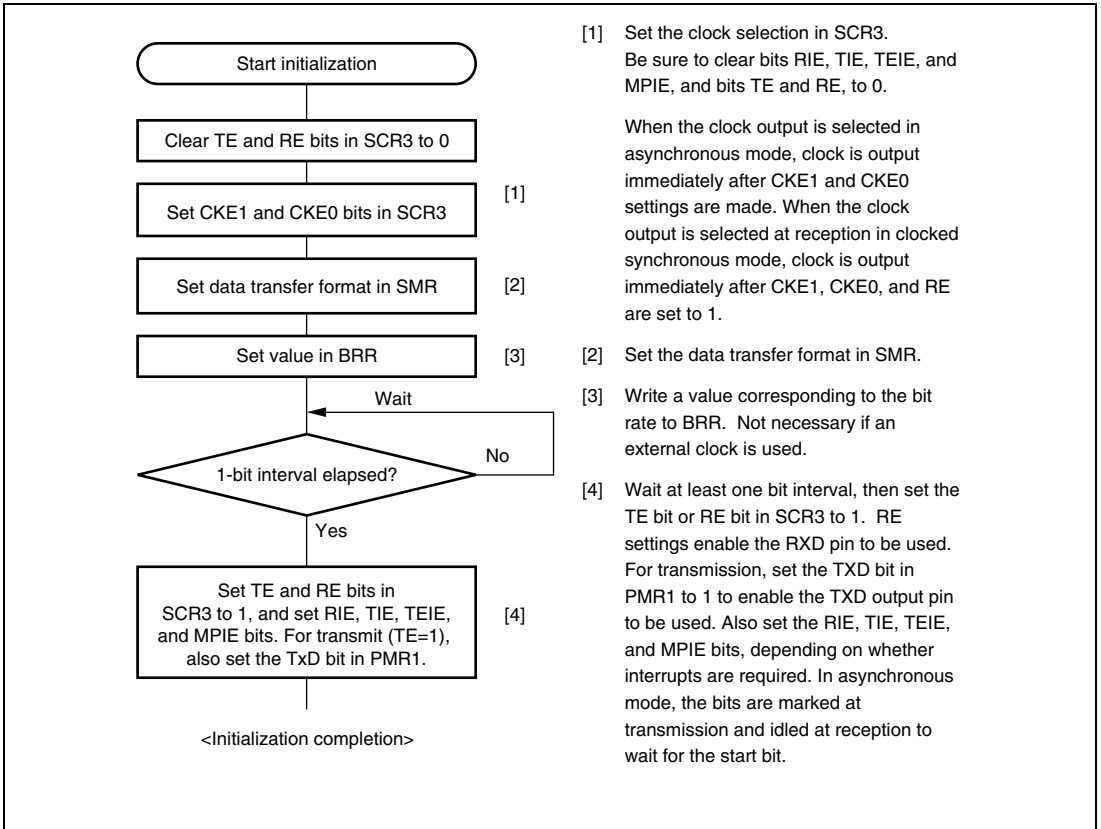 Start initialization
Clear TE and RE bits in SCR3 to 0
Set CKE1 and CKE0 bits in SCR3
[1]
Set data transfer format in SMR
[2]
Set value in BRR
[3]
Wait
1-bit interval elapsed?
No
Yes
Set TE and RE bits in
SCR3 to 1, and set RIE, TIE, TEIE,
and MPIE bits. For transmit (TE=1),
also set the TxD bit in PMR1.
[4]
<Initialization completion>
[1] Set the clock selection in SCR3.
Be sure to clear bits RIE, TIE, TEIE, and
MPIE, and bits TE and RE, to 0.
When the clock output is selected in
asynchronous mode, clock is output
immediately after CKE1 and CKE0
settings are made. When the clock
output is selected at reception in clocked
synchronous mode, clock is output
immediately after CKE1, CKE0, and RE
are set to 1.
[2] Set the data transfer format in SMR.
[3] Write a value corresponding to the bit
rate to BRR. Not necessary if an
external clock is used.
[4] Wait at least one bit interval, then set the
TE bit or RE bit in SCR3 to 1. RE
settings enable the RXD pin to be used.
For transmission, set the TXD bit in
PMR1 to 1 to enable the TXD output pin
to be used. Also set the RIE, TIE, TEIE,
and MPIE bits, depending on whether
interrupts are required. In asynchronous
mode, the bits are marked at
transmission and idled at reception to
wait for the start bit.